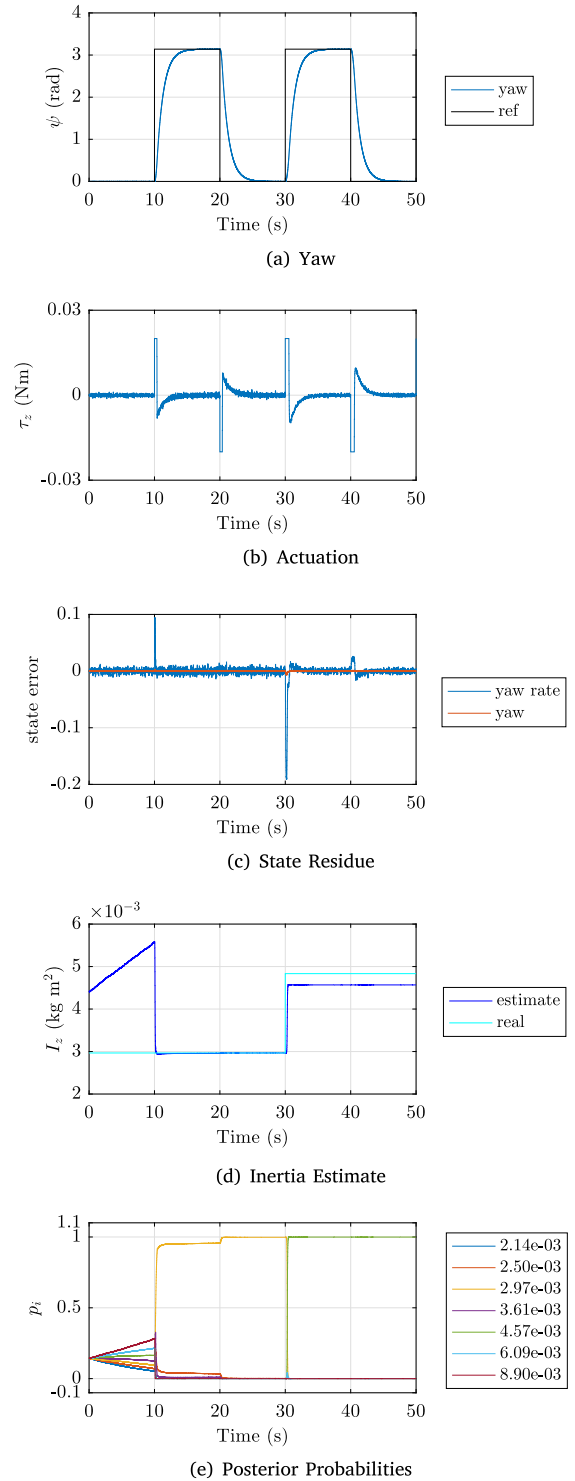 4
3
2
1
0
ψ (rad)
0 10 20 30 40 50
Time (s)
yaw
ref
(a) Yaw
0.03
0
-0.03
τz (Nm)
0 10 20 30 40 50
Time (s)
(b) Actuation
0.1
0
-0.1
-0.2
state error
0 10 20 30 40 50
Time (s)
yaw rate
yaw
(c) State Residue
×10⁻³
6
5
4
3
2
I_z (kg m²)
0 10 20 30 40 50
Time (s)
estimate
real
(d) Inertia Estimate
1.1
1
0.5
0
-0.1
p_i
0 10 20 30 40 50
Time (s)
2.14e-03
2.50e-03
2.97e-03
3.61e-03
4.57e-03
6.09e-03
8.90e-03
(e) Posterior Probabilities